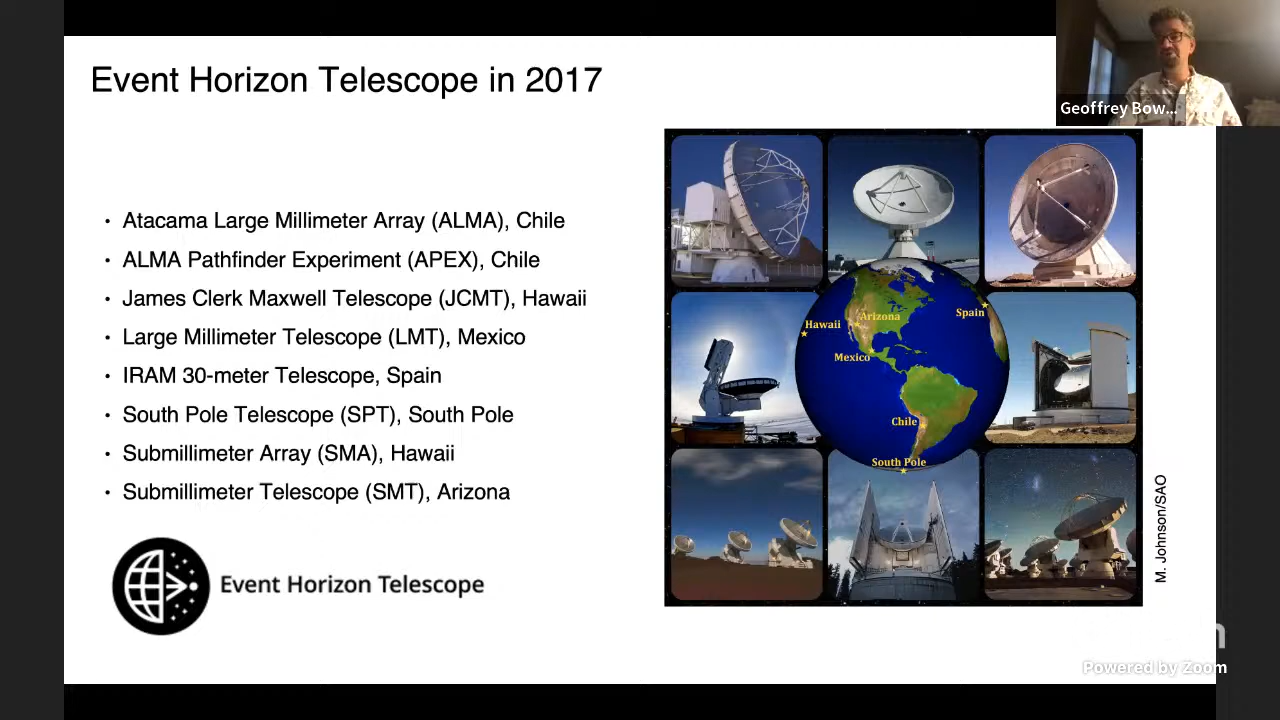 Event Horizon Telescope in 2017
Geoffrey Bow...
• Atacama Large Millimeter Array (ALMA), Chile
• ALMA Pathfinder Experiment (APEX), Chile
• James Clerk Maxwell Telescope (JCMT), Hawaii
• Large Millimeter Telescope (LMT), Mexico
• IRAM 30-meter Telescope, Spain
• South Pole Telescope (SPT), South Pole
• Submillimeter Array (SMA), Hawaii
• Submillimeter Telescope (SMT), Arizona
Event Horizon Telescope
Hawaii
Arizona
Spain
Mexico
Chile
South Pole
M. Johnson/SAO
Powered by Zoom